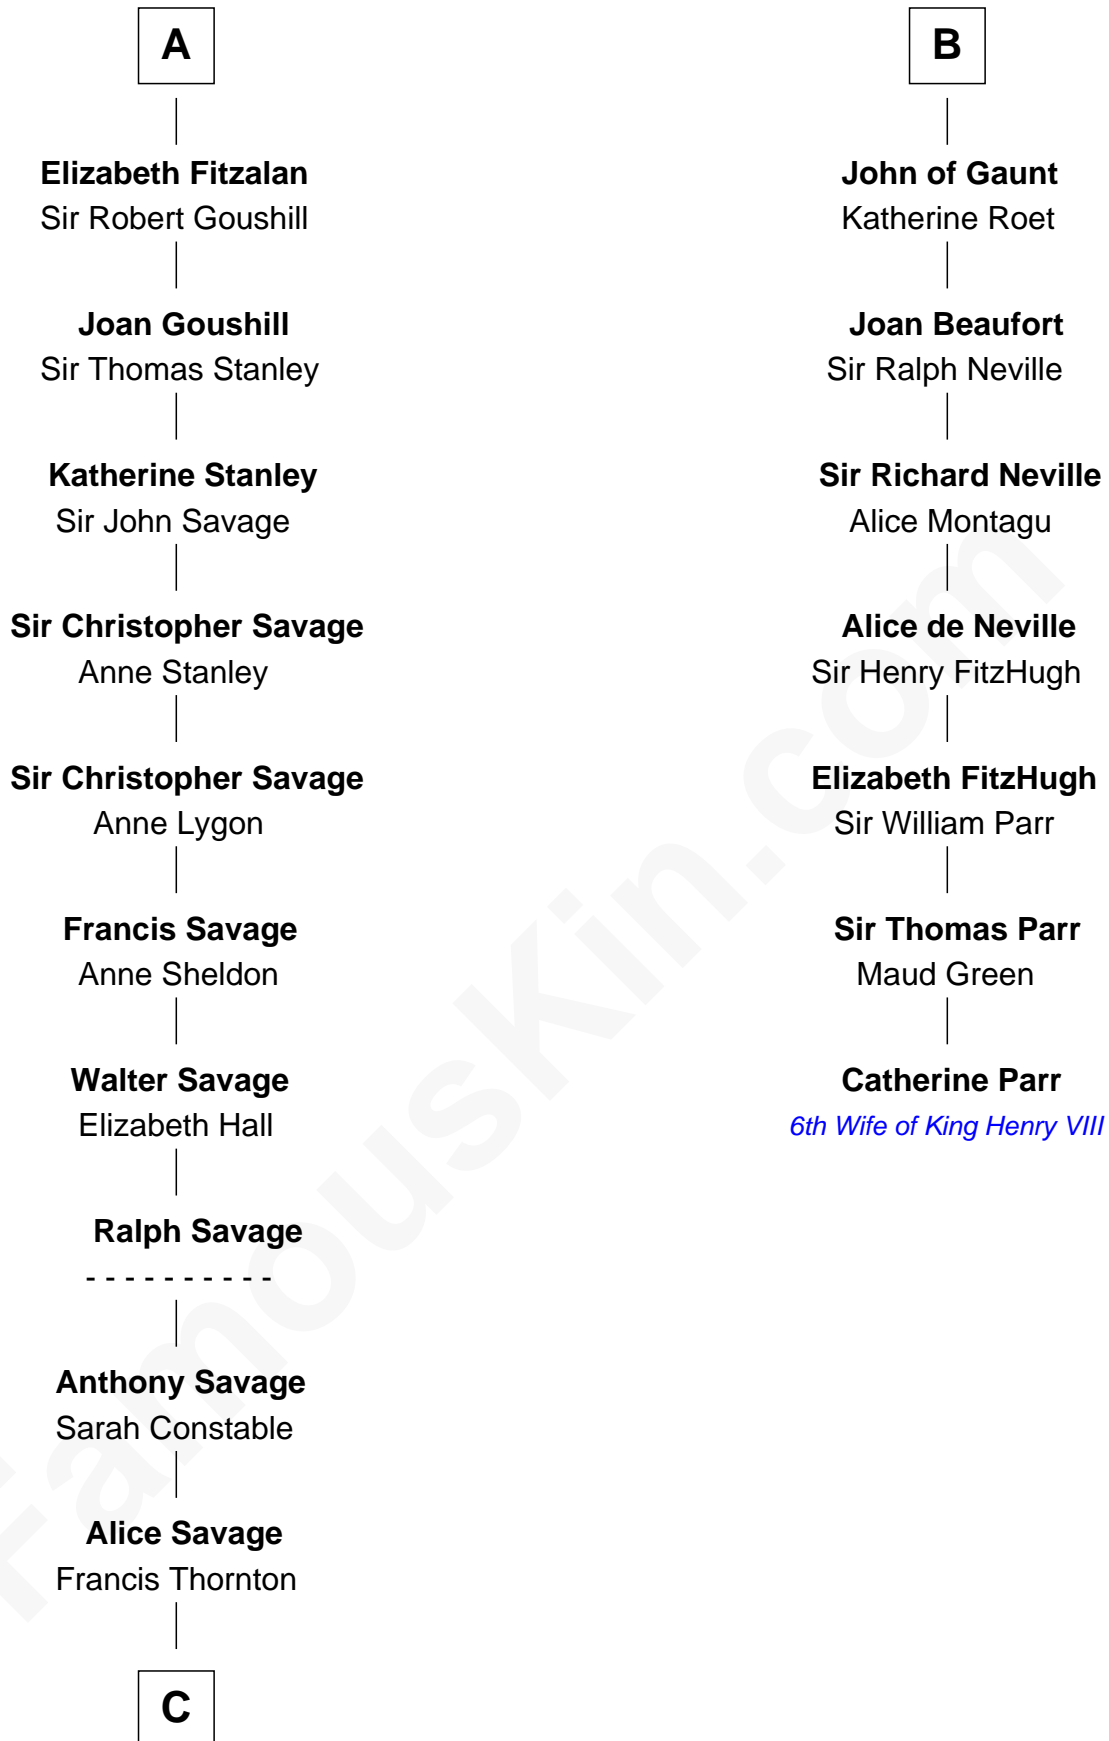 A
Elizabeth Fitzalan
Sir Robert Goushill
Joan Goushill
Sir Thomas Stanley
Katherine Stanley
Sir John Savage
Sir Christopher Savage
Anne Stanley
Sir Christopher Savage
Anne Lygon
Francis Savage
Anne Sheldon
Walter Savage
Elizabeth Hall
Ralph Savage
- - - - - - - - - -
Anthony Savage
Sarah Constable
Alice Savage
Francis Thornton
C
B
John of Gaunt
Katherine Roet
Joan Beaufort
Sir Ralph Neville
Sir Richard Neville
Alice Montagu
Alice de Neville
Sir Henry FitzHugh
Elizabeth FitzHugh
Sir William Parr
Sir Thomas Parr
Maud Green
Catherine Parr
6th Wife of King Henry VIII
FamousKin.com